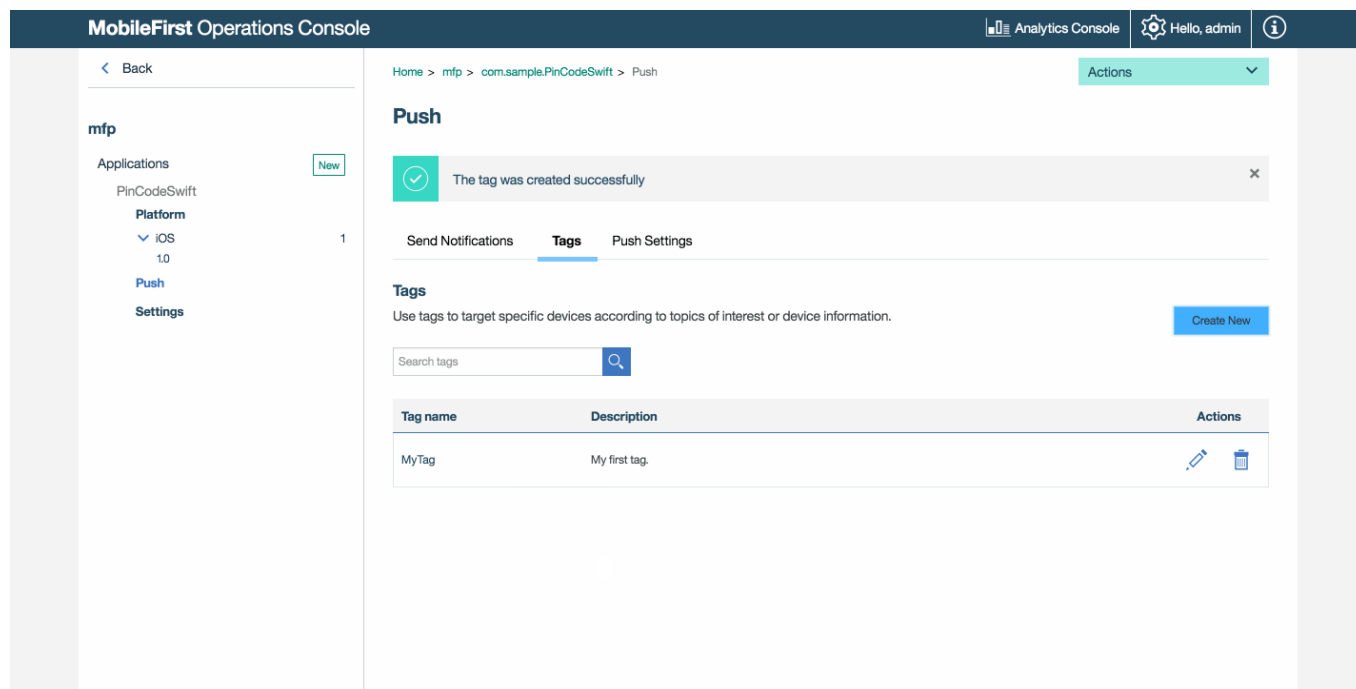 MobileFirst Operations Console
Analytics Console
Hello, admin
Back
Home > mfp > com.sample.PinCodeSwift > Push
Actions
mfp
Push
Applications
New
PinCodeSwift
Platform
iOS 1
1.0
Push
Settings
The tag was created successfully
Send Notifications Tags Push Settings
Tags
Use tags to target specific devices according to topics of interest or device information.
Create New
Search tags
Tag name Description Actions
MyTag My first tag.